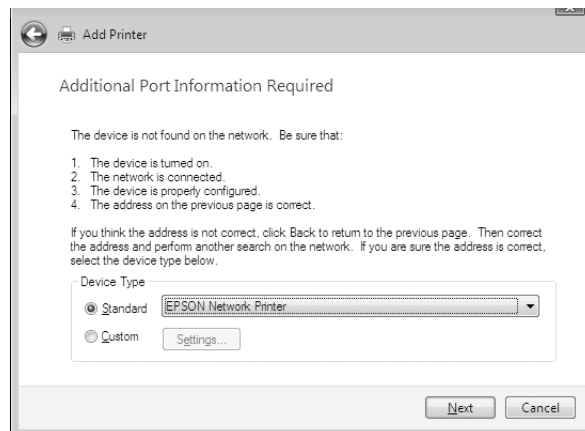 Add Printer
Additional Port Information Required
The device is not found on the network. Be sure that:
1. The device is turned on.
2. The network is connected.
3. The device is properly configured.
4. The address on the previous page is correct.
If you think the address is not correct, click Back to return to the previous page. Then correct
the address and perform another search on the network. If you are sure the address is correct,
select the device type below.
Device Type
Standard EPSON Network Printer
Custom Settings...
Next Cancel